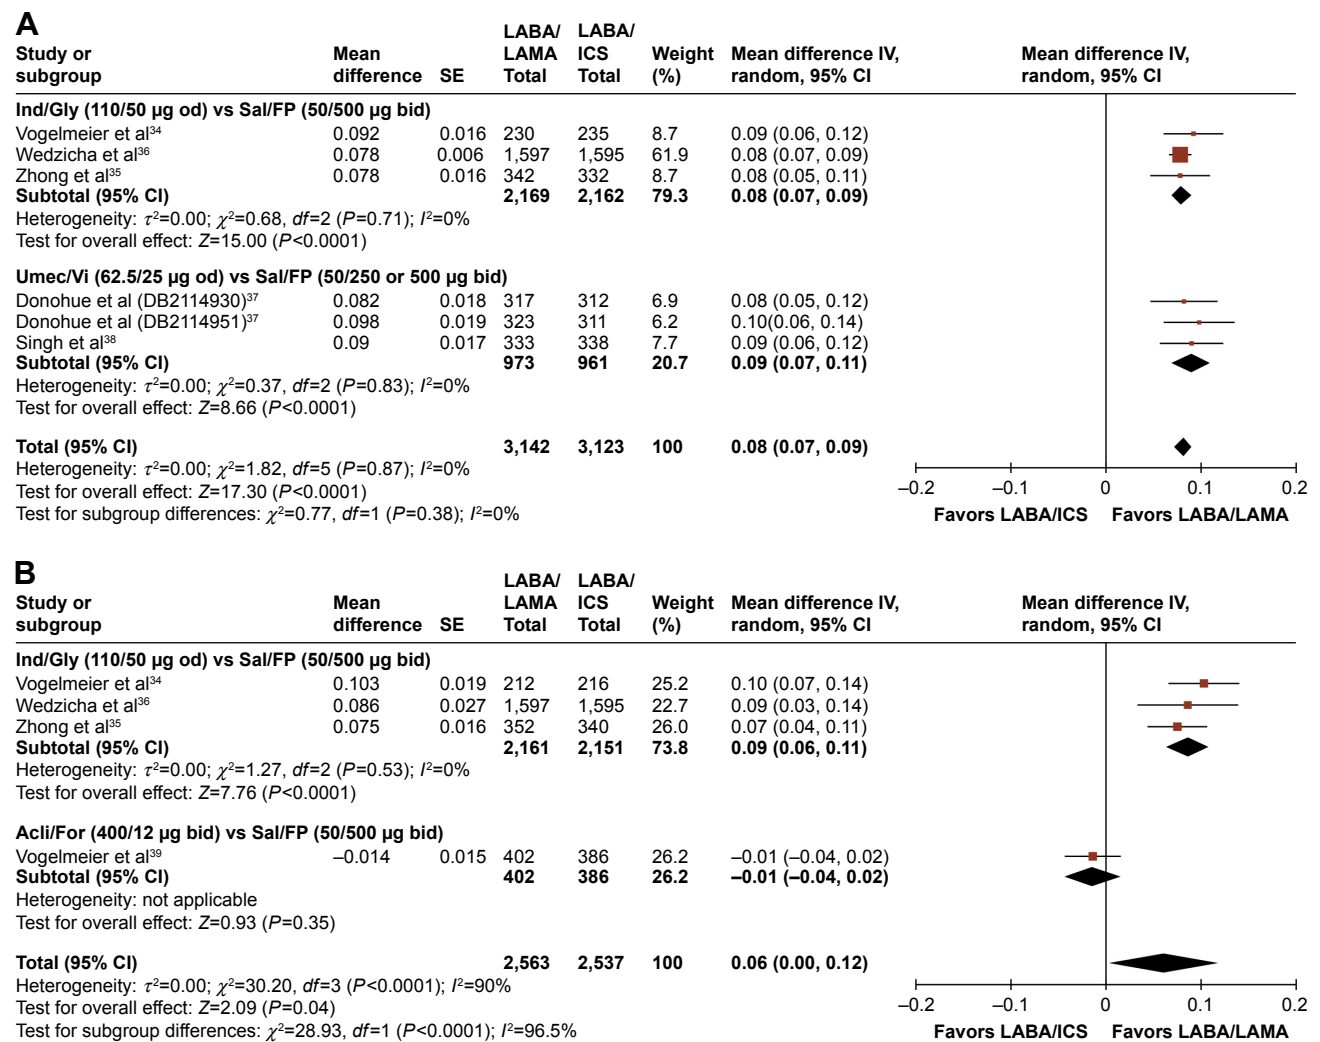 A
Study or subgroup Mean difference SE LABA/LAMA Total LABA/ICS Total Weight (%) Mean difference IV, random, 95% CI Mean difference IV, random, 95% CI
Ind/Gly (110/50 µg od) vs Sal/FP (50/500 µg bid)
Vogelmeier et al34 0.092 0.016 230 235 8.7 0.09 (0.06, 0.12)
Wedzicha et al36 0.078 0.006 1,597 1,595 61.9 0.08 (0.07, 0.09)
Zhong et al35 0.078 0.016 342 332 8.7 0.08 (0.05, 0.11)
Subtotal (95% CI) 2,169 2,162 79.3 0.08 (0.07, 0.09)
Heterogeneity: τ²=0.00; χ²=0.68, df=2 (P=0.71); I²=0%
Test for overall effect: Z=15.00 (P<0.0001)
Umec/Vi (62.5/25 µg od) vs Sal/FP (50/250 or 500 µg bid)
Donohue et al (DB2114930)37 0.082 0.018 317 312 6.9 0.08 (0.05, 0.12)
Donohue et al (DB2114951)37 0.098 0.019 323 311 6.2 0.10(0.06, 0.14)
Singh et al38 0.09 0.017 333 338 7.7 0.09 (0.06, 0.12)
Subtotal (95% CI) 973 961 20.7 0.09 (0.07, 0.11)
Heterogeneity: τ²=0.00; χ²=0.37, df=2 (P=0.83); I²=0%
Test for overall effect: Z=8.66 (P<0.0001)
Total (95% CI) 3,142 3,123 100 0.08 (0.07, 0.09)
Heterogeneity: τ²=0.00; χ²=1.82, df=5 (P=0.87); I²=0%
Test for overall effect: Z=17.30 (P<0.0001)
Test for subgroup differences: χ²=0.77, df=1 (P=0.38); I²=0%
–0.2 –0.1 0 0.1 0.2
Favors LABA/ICS Favors LABA/LAMA
B
Study or subgroup Mean difference SE LABA/LAMA Total LABA/ICS Total Weight (%) Mean difference IV, random, 95% CI Mean difference IV, random, 95% CI
Ind/Gly (110/50 µg od) vs Sal/FP (50/500 µg bid)
Vogelmeier et al34 0.103 0.019 212 216 25.2 0.10 (0.07, 0.14)
Wedzicha et al36 0.086 0.027 1,597 1,595 22.7 0.09 (0.03, 0.14)
Zhong et al35 0.075 0.016 352 340 26.0 0.07 (0.04, 0.11)
Subtotal (95% CI) 2,161 2,151 73.8 0.09 (0.06, 0.11)
Heterogeneity: τ²=0.00; χ²=1.27, df=2 (P=0.53); I²=0%
Test for overall effect: Z=7.76 (P<0.0001)
Acli/For (400/12 µg bid) vs Sal/FP (50/500 µg bid)
Vogelmeier et al39 –0.014 0.015 402 386 26.2 –0.01 (–0.04, 0.02)
Subtotal (95% CI) 402 386 26.2 –0.01 (–0.04, 0.02)
Heterogeneity: not applicable
Test for overall effect: Z=0.93 (P=0.35)
Total (95% CI) 2,563 2,537 100 0.06 (0.00, 0.12)
Heterogeneity: τ²=0.00; χ²=30.20, df=3 (P<0.0001); I²=90%
Test for overall effect: Z=2.09 (P=0.04)
Test for subgroup differences: χ²=28.93, df=1 (P<0.0001); I²=96.5%
–0.2 –0.1 0 0.1 0.2
Favors LABA/ICS Favors LABA/LAMA